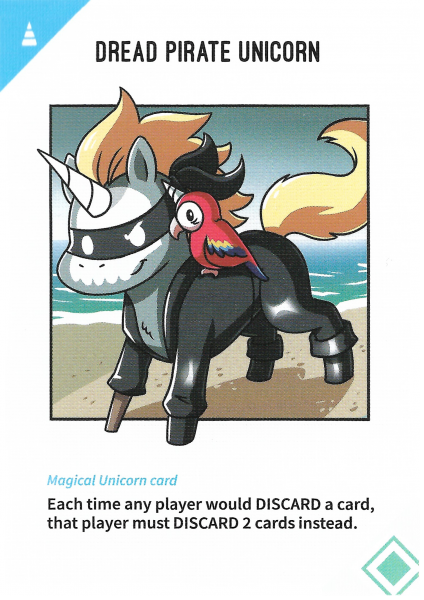 DREAD PIRATE UNICORN
Magical Unicorn card
Each time any player would DISCARD a card,
that player must DISCARD 2 cards instead.